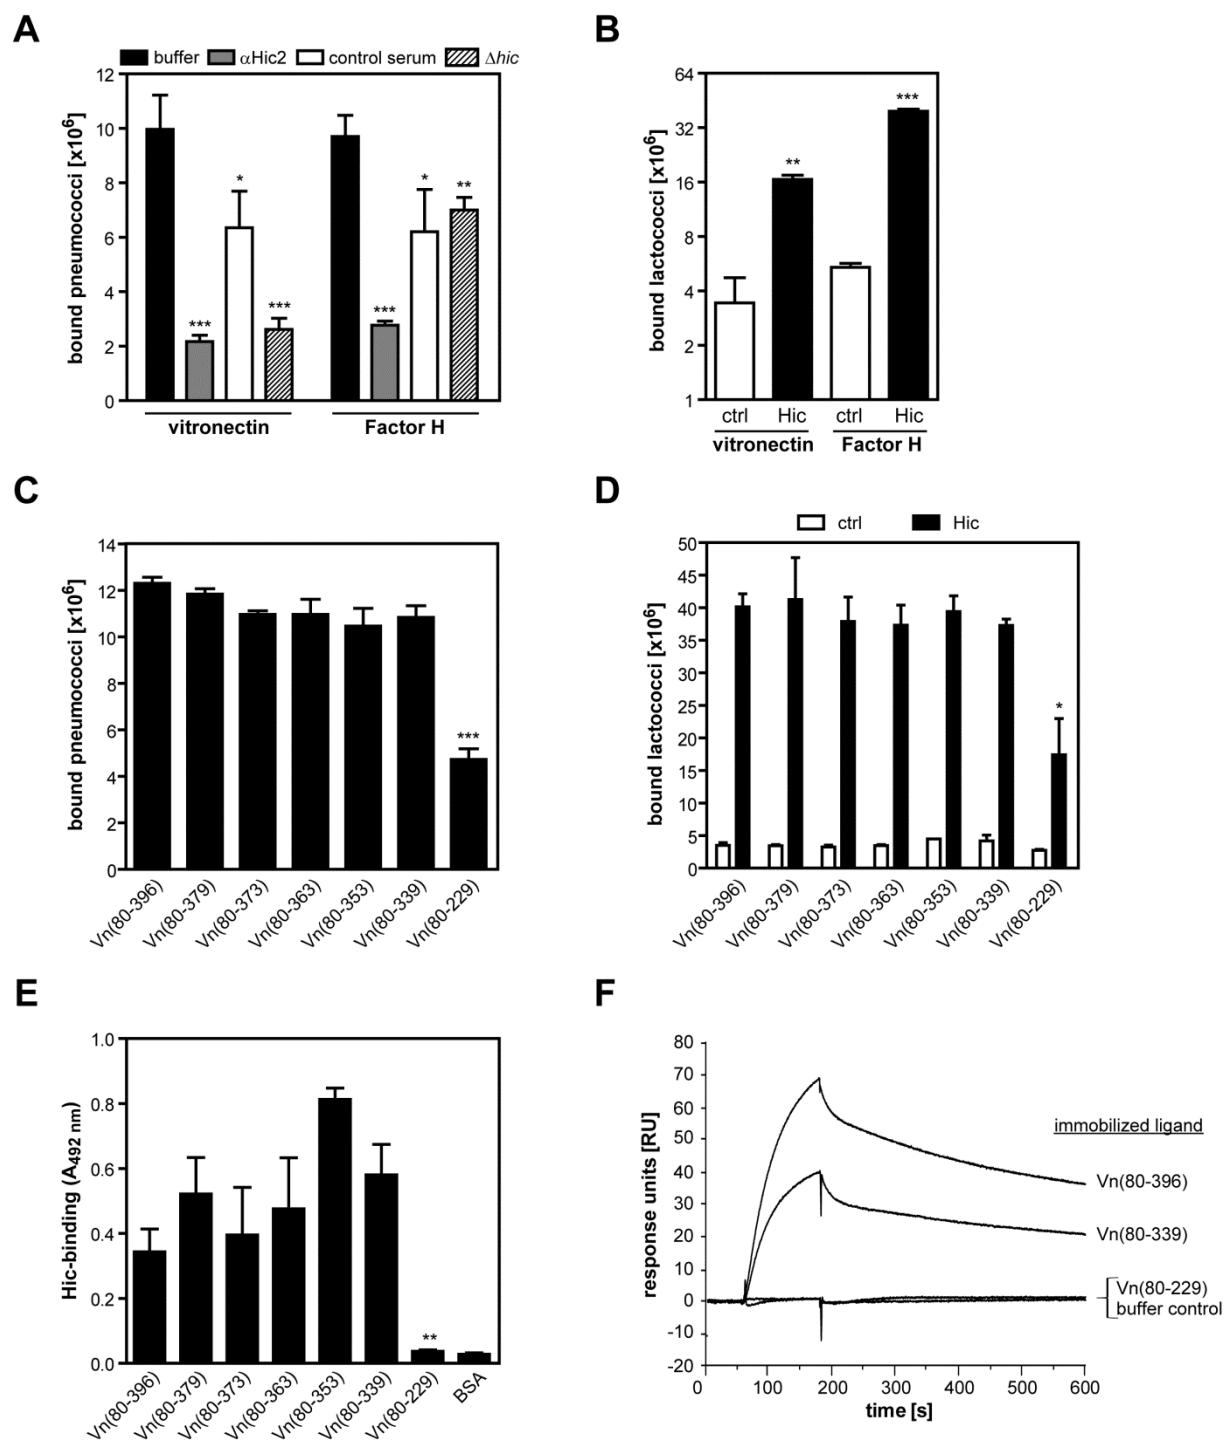 A
buffer αHic2 control serum Δhic
bound pneumococci [x10⁶]
12
10
8
6
4
2
0
***
*
***
***
*
**
vitronectin Factor H
B
bound lactococci [x10⁶]
64
32
16
8
4
2
1
**
***
ctrl Hic ctrl Hic
vitronectin Factor H
C
bound pneumococci [x10⁶]
14
12
10
8
6
4
2
0
***
Vn(80-396) Vn(80-379) Vn(80-373) Vn(80-363) Vn(80-353) Vn(80-339) Vn(80-229)
D
ctrl Hic
bound lactococci [x10⁶]
50
45
40
35
30
25
20
15
10
5
0
*
Vn(80-396) Vn(80-379) Vn(80-373) Vn(80-363) Vn(80-353) Vn(80-339) Vn(80-229)
E
Hic-binding (A492 nm)
1.0
0.8
0.6
0.4
0.2
0.0
**
Vn(80-396) Vn(80-379) Vn(80-373) Vn(80-363) Vn(80-353) Vn(80-339) Vn(80-229) BSA
F
response units [RU]
80
70
60
50
40
30
20
10
0
-10
-20
0 100 200 300 400 500 600
time [s]
immobilized ligand
Vn(80-396)
Vn(80-339)
Vn(80-229)
buffer control